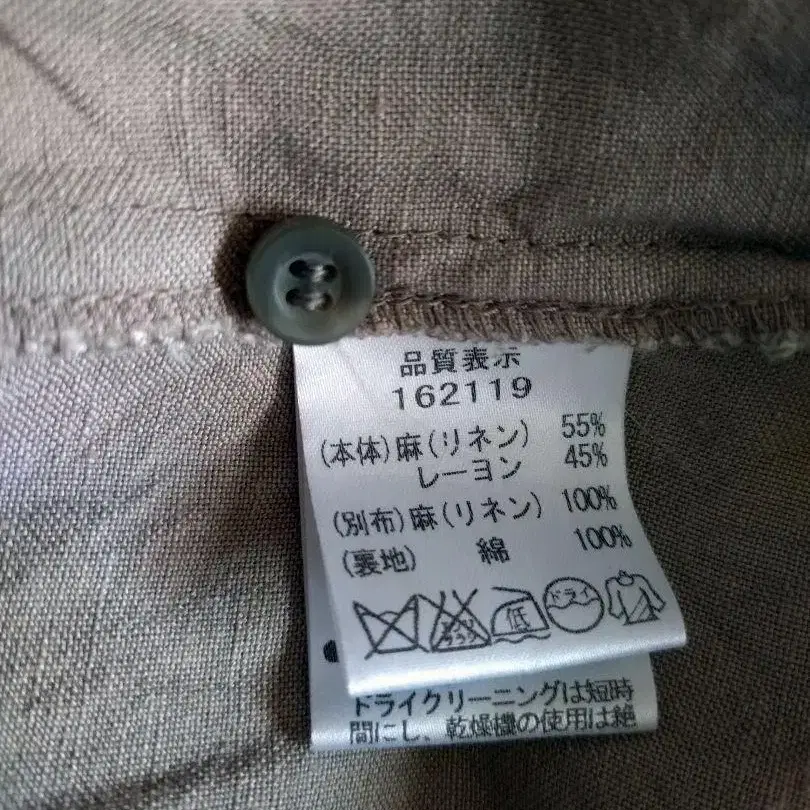 品質表示
162119
(本体)麻(リネン) 55%
レーヨン 45%
(別布)麻(リネン) 100%
(裏地) 綿 100%
低 ドライ
ドライクリーニングは短時
間にし、乾燥機の使用は絶